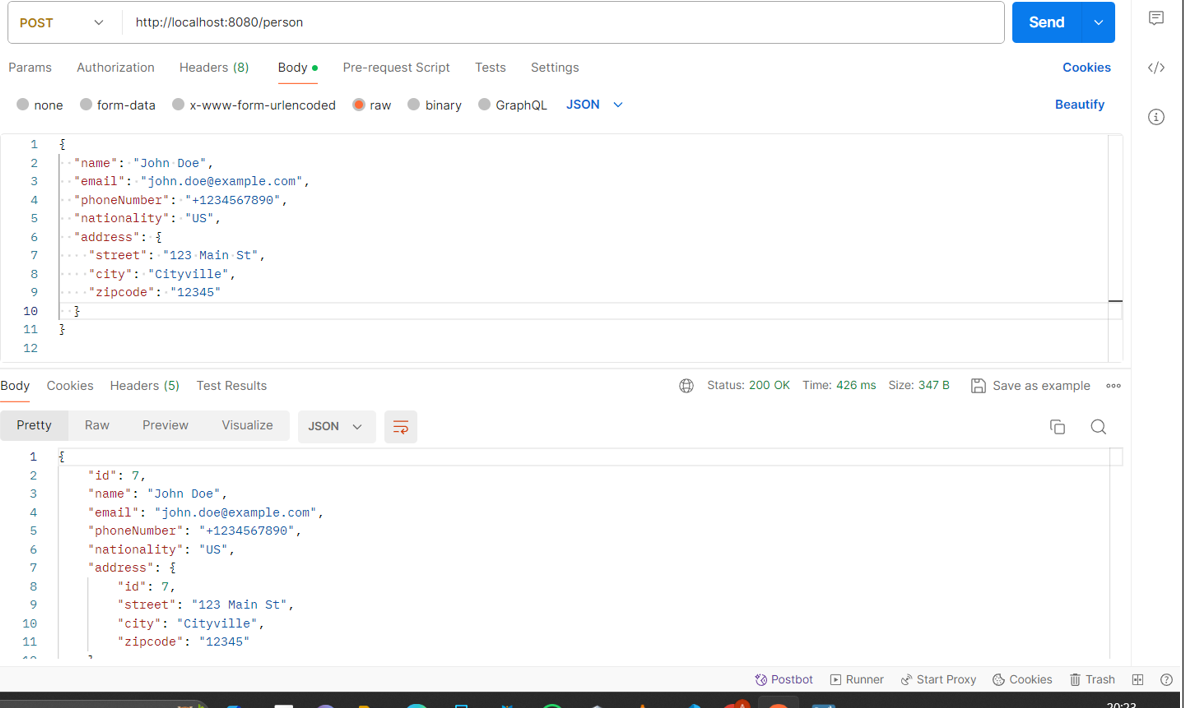 POST http://localhost:8080/person Send
Params Authorization Headers (8) Body Pre-request Script Tests Settings Cookies
none form-data x-www-form-urlencoded raw binary GraphQL JSON Beautify
1 {
2 "name": "John Doe",
3 "email": "john.doe@example.com",
4 "phoneNumber": "+1234567890",
5 "nationality": "US",
6 "address": {
7 "street": "123 Main St",
8 "city": "Cityville",
9 "zipcode": "12345"
10 }
11 }
12
Body Cookies Headers (5) Test Results Status: 200 OK Time: 426 ms Size: 347 B Save as example
Pretty Raw Preview Visualize JSON
1 {
2 "id": 7,
3 "name": "John Doe",
4 "email": "john.doe@example.com",
5 "phoneNumber": "+1234567890",
6 "nationality": "US",
7 "address": {
8 "id": 7,
9 "street": "123 Main St",
10 "city": "Cityville",
11 "zipcode": "12345"
Postbot Runner Start Proxy Cookies Trash
20:23